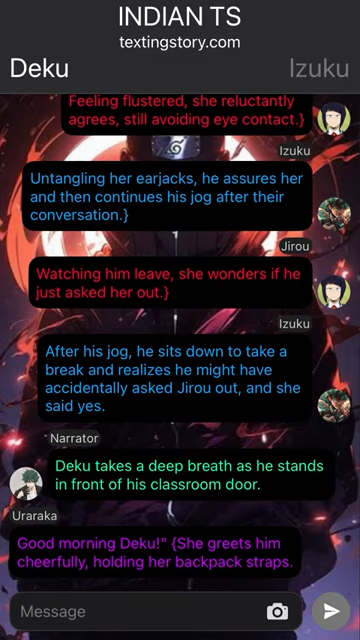 INDIAN TS
textingstory.com
Deku
Izuku
Feeling flustered, she reluctantly
agrees, still avoiding eye contact.}
Izuku
Untangling her earjacks, he assures her
and then continues his jog after their
conversation.}
Jirou
Watching him leave, she wonders if he
just asked her out.}
Izuku
After his jog, he sits down to take a
break and realizes he might have
accidentally asked Jirou out, and she
said yes.
Narrator
Deku takes a deep breath as he stands
in front of his classroom door.
Uraraka
Good morning Deku!" {She greets him
cheerfully, holding her backpack straps.
Message